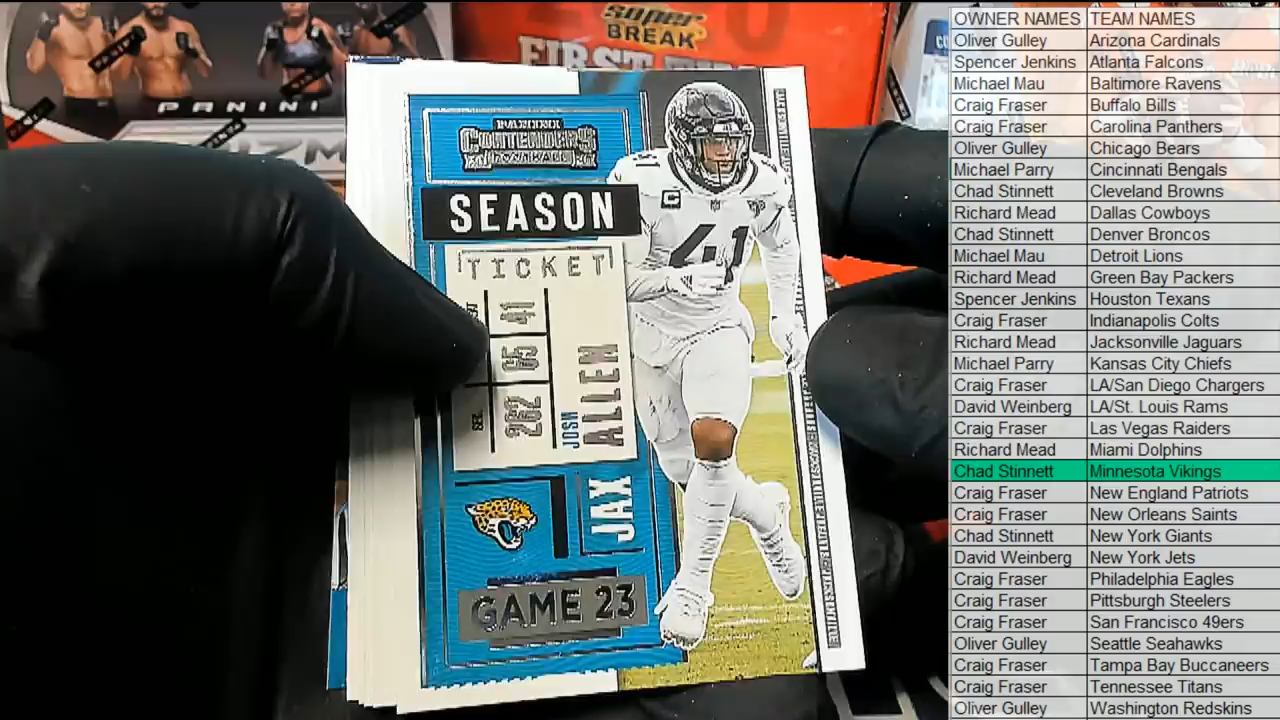 PANINI
super
BREAK
PANINI
CONTENDERS
FOOTBALL
SEASON
TICKET
41
65
262
JOSH
ALLEN
JAX
GAME 23
41
C
OWNER NAMES TEAM NAMES
Oliver Gulley Arizona Cardinals
Spencer Jenkins Atlanta Falcons
Michael Mau Baltimore Ravens
Craig Fraser Buffalo Bills
Craig Fraser Carolina Panthers
Oliver Gulley Chicago Bears
Michael Parry Cincinnati Bengals
Chad Stinnett Cleveland Browns
Richard Mead Dallas Cowboys
Chad Stinnett Denver Broncos
Michael Mau Detroit Lions
Richard Mead Green Bay Packers
Spencer Jenkins Houston Texans
Craig Fraser Indianapolis Colts
Richard Mead Jacksonville Jaguars
Michael Parry Kansas City Chiefs
Craig Fraser LA/San Diego Chargers
David Weinberg LA/St. Louis Rams
Craig Fraser Las Vegas Raiders
Richard Mead Miami Dolphins
Chad Stinnett Minnesota Vikings
Craig Fraser New England Patriots
Craig Fraser New Orleans Saints
Chad Stinnett New York Giants
David Weinberg New York Jets
Craig Fraser Philadelphia Eagles
Craig Fraser Pittsburgh Steelers
Craig Fraser San Francisco 49ers
Oliver Gulley Seattle Seahawks
Craig Fraser Tampa Bay Buccaneers
Craig Fraser Tennessee Titans
Oliver Gulley Washington Redskins